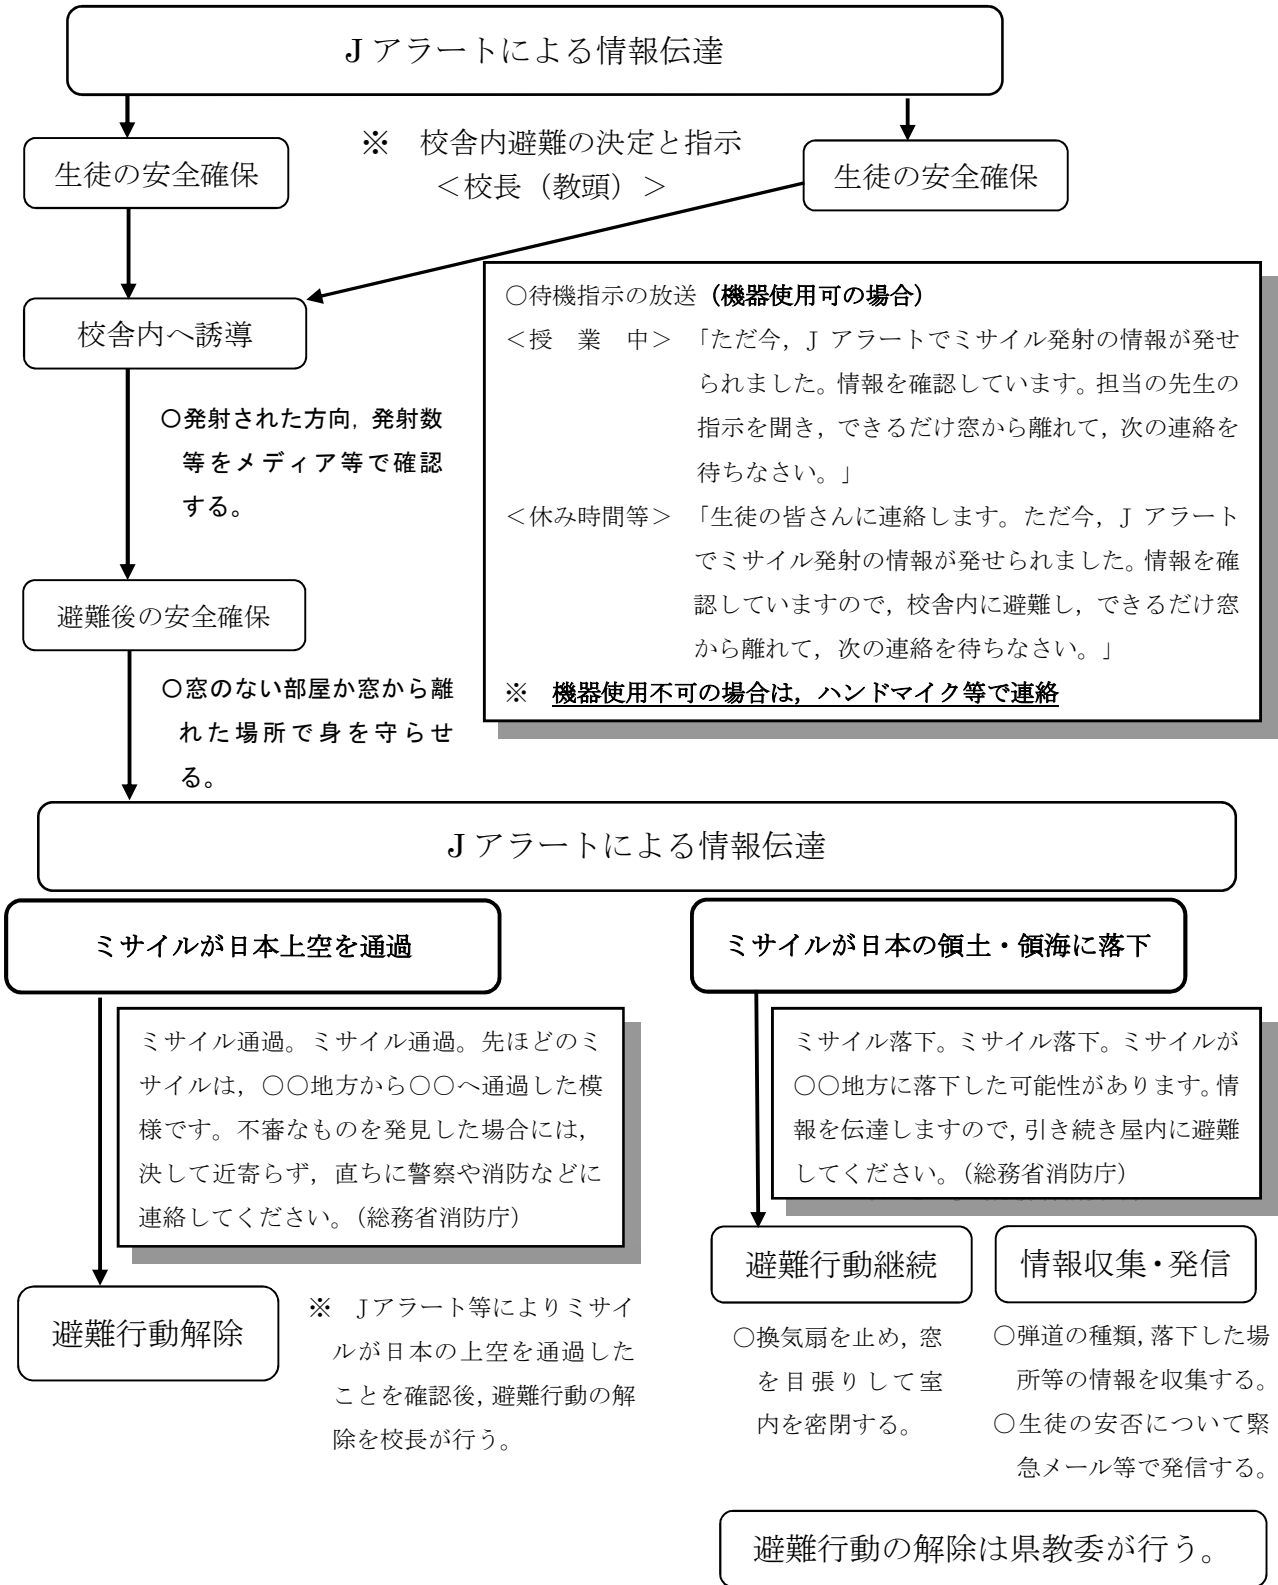 Jアラートによる情報伝達
生徒の安全確保
※　校舎内避難の決定と指示
＜校長（教頭）＞
生徒の安全確保
校舎内へ誘導
○発射された方向，発射数
等をメディア等で確認
する。
○待機指示の放送（機器使用可の場合）
＜授　業　中＞　「ただ今，J アラートでミサイル発射の情報が発せ
られました。情報を確認しています。担当の先生の
指示を聞き，できるだけ窓から離れて，次の連絡を
待ちなさい。」
＜休み時間等＞　「生徒の皆さんに連絡します。ただ今，J アラート
でミサイル発射の情報が発せられました。情報を確
認していますので，校舎内に避難し，できるだけ窓
から離れて，次の連絡を待ちなさい。」
※　機器使用不可の場合は，ハンドマイク等で連絡
避難後の安全確保
○窓のない部屋か窓から離
れた場所で身を守らせ
る。
Jアラートによる情報伝達
ミサイルが日本上空を通過
ミサイル通過。ミサイル通過。先ほどのミ
サイルは，○○地方から○○へ通過した模
様です。不審なものを発見した場合には，
決して近寄らず，直ちに警察や消防などに
連絡してください。（総務省消防庁）
避難行動解除
※　Jアラート等によりミサイ
ルが日本の上空を通過した
ことを確認後，避難行動の解
除を校長が行う。
ミサイルが日本の領土・領海に落下
ミサイル落下。ミサイル落下。ミサイルが
○○地方に落下した可能性があります。情
報を伝達しますので，引き続き屋内に避難
してください。（総務省消防庁）
避難行動継続
○換気扇を止め，窓
を目張りして室
内を密閉する。
情報収集・発信
○弾道の種類，落下した場
所等の情報を収集する。
○生徒の安否について緊
急メール等で発信する。
避難行動の解除は県教委が行う。